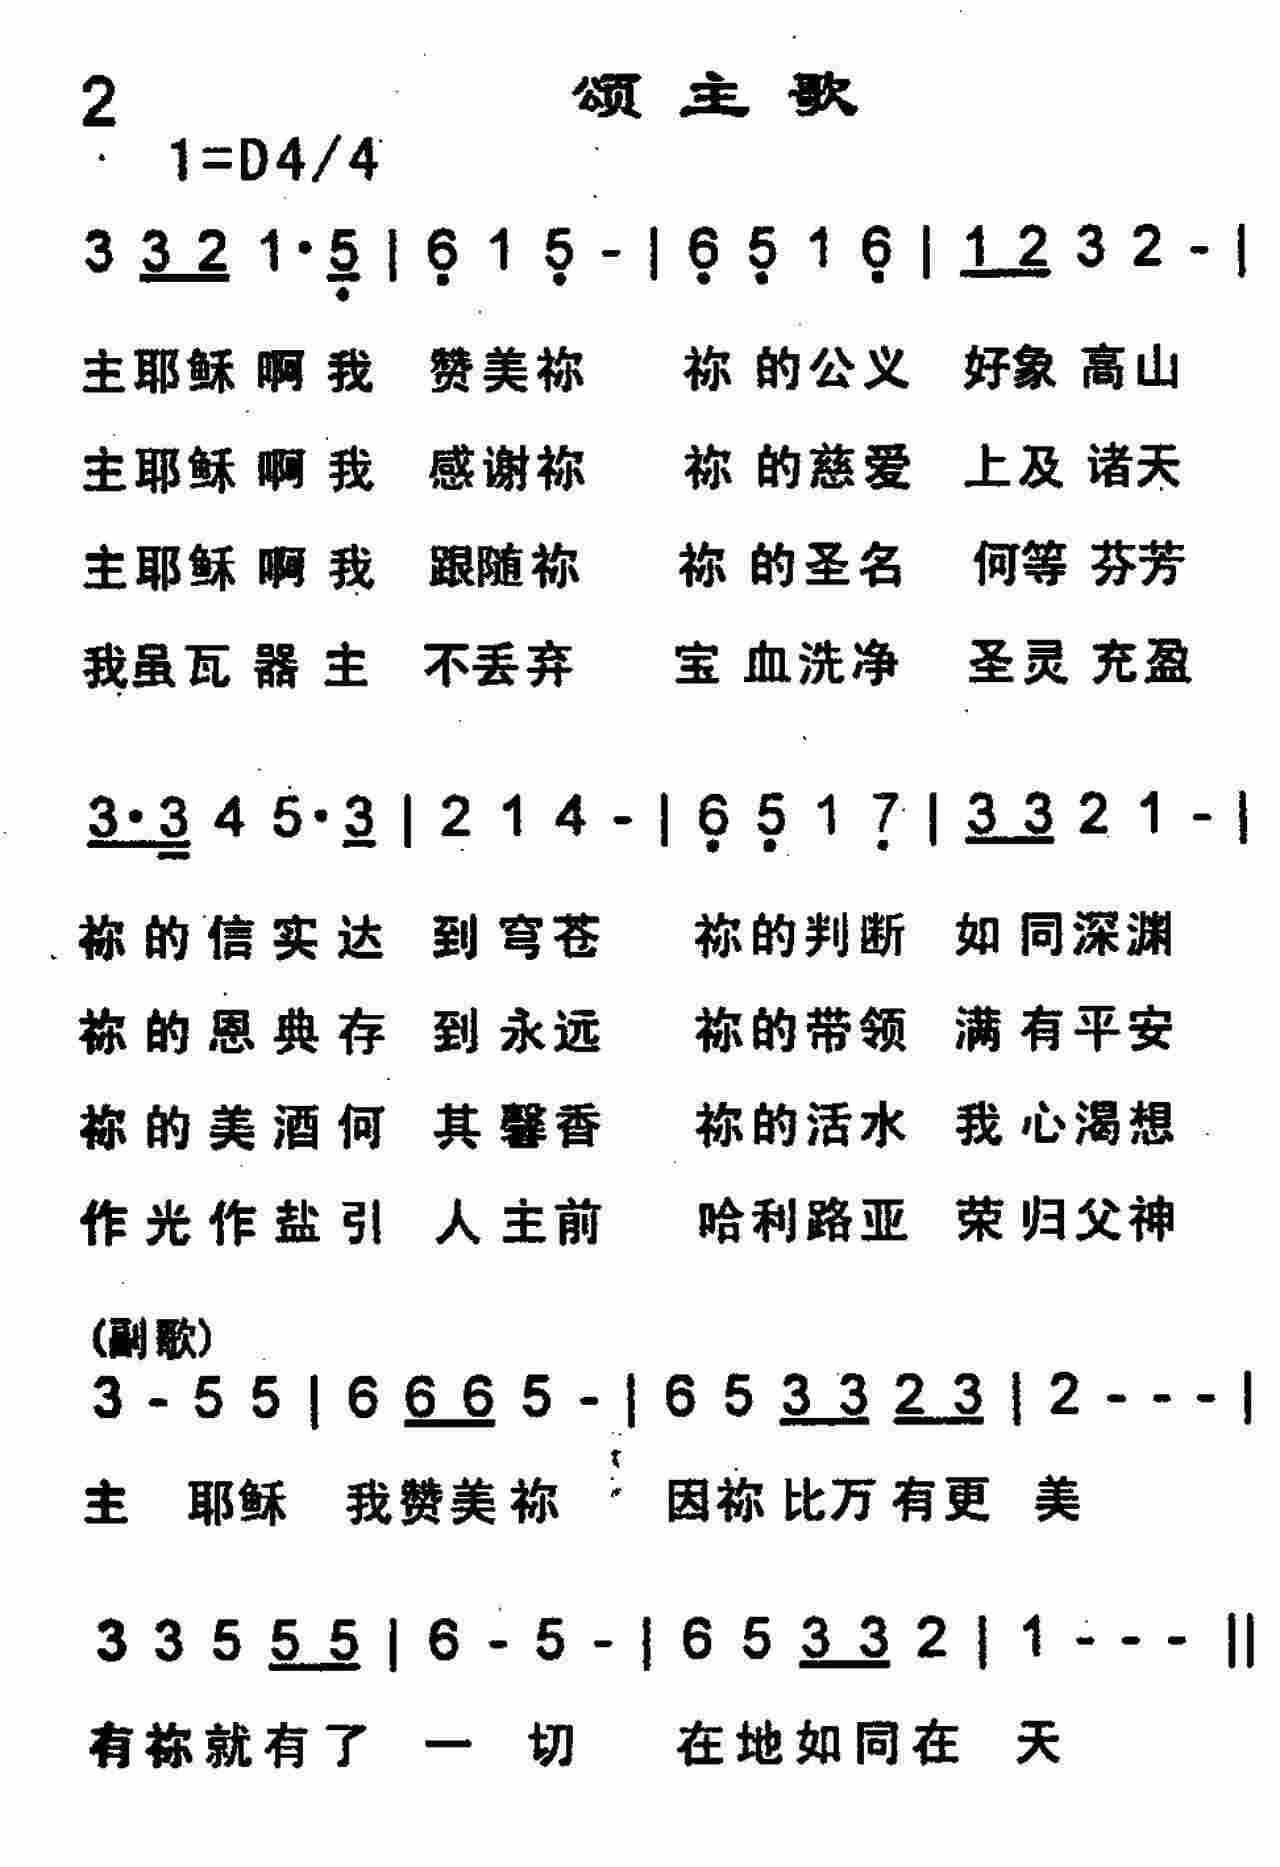 2 颂主歌
1=D4/4
3 3 2 1·5 | 6 1 5 - | 6 5 1 6 | 1 2 3 2 - |
主耶稣啊我 赞美祢 祢的公义 好象高山
主耶稣啊我 感谢祢 祢的慈爱 上及诸天
主耶稣啊我 跟随祢 祢的圣名 何等芬芳
我虽瓦器主 不丢弃 宝血洗净 圣灵充盈
3·3 4 5·3 | 2 1 4 - | 6 5 1 7 | 3 3 2 1 - |
祢的信实达 到穹苍 祢的判断 如同深渊
祢的恩典存 到永远 祢的带领 满有平安
祢的美酒何 其馨香 祢的活水 我心渴想
作光作盐引 人主前 哈利路亚 荣归父神
(副歌)
3 - 5 5 | 6 6 6 5 - | 6 5 3 3 2 3 | 2 - - - |
主 耶稣 我赞美祢 因祢比万有更 美
3 3 5 5 5 | 6 - 5 - | 6 5 3 3 2 | 1 - - - ||
有祢就有了 一 切 在地如同在 天